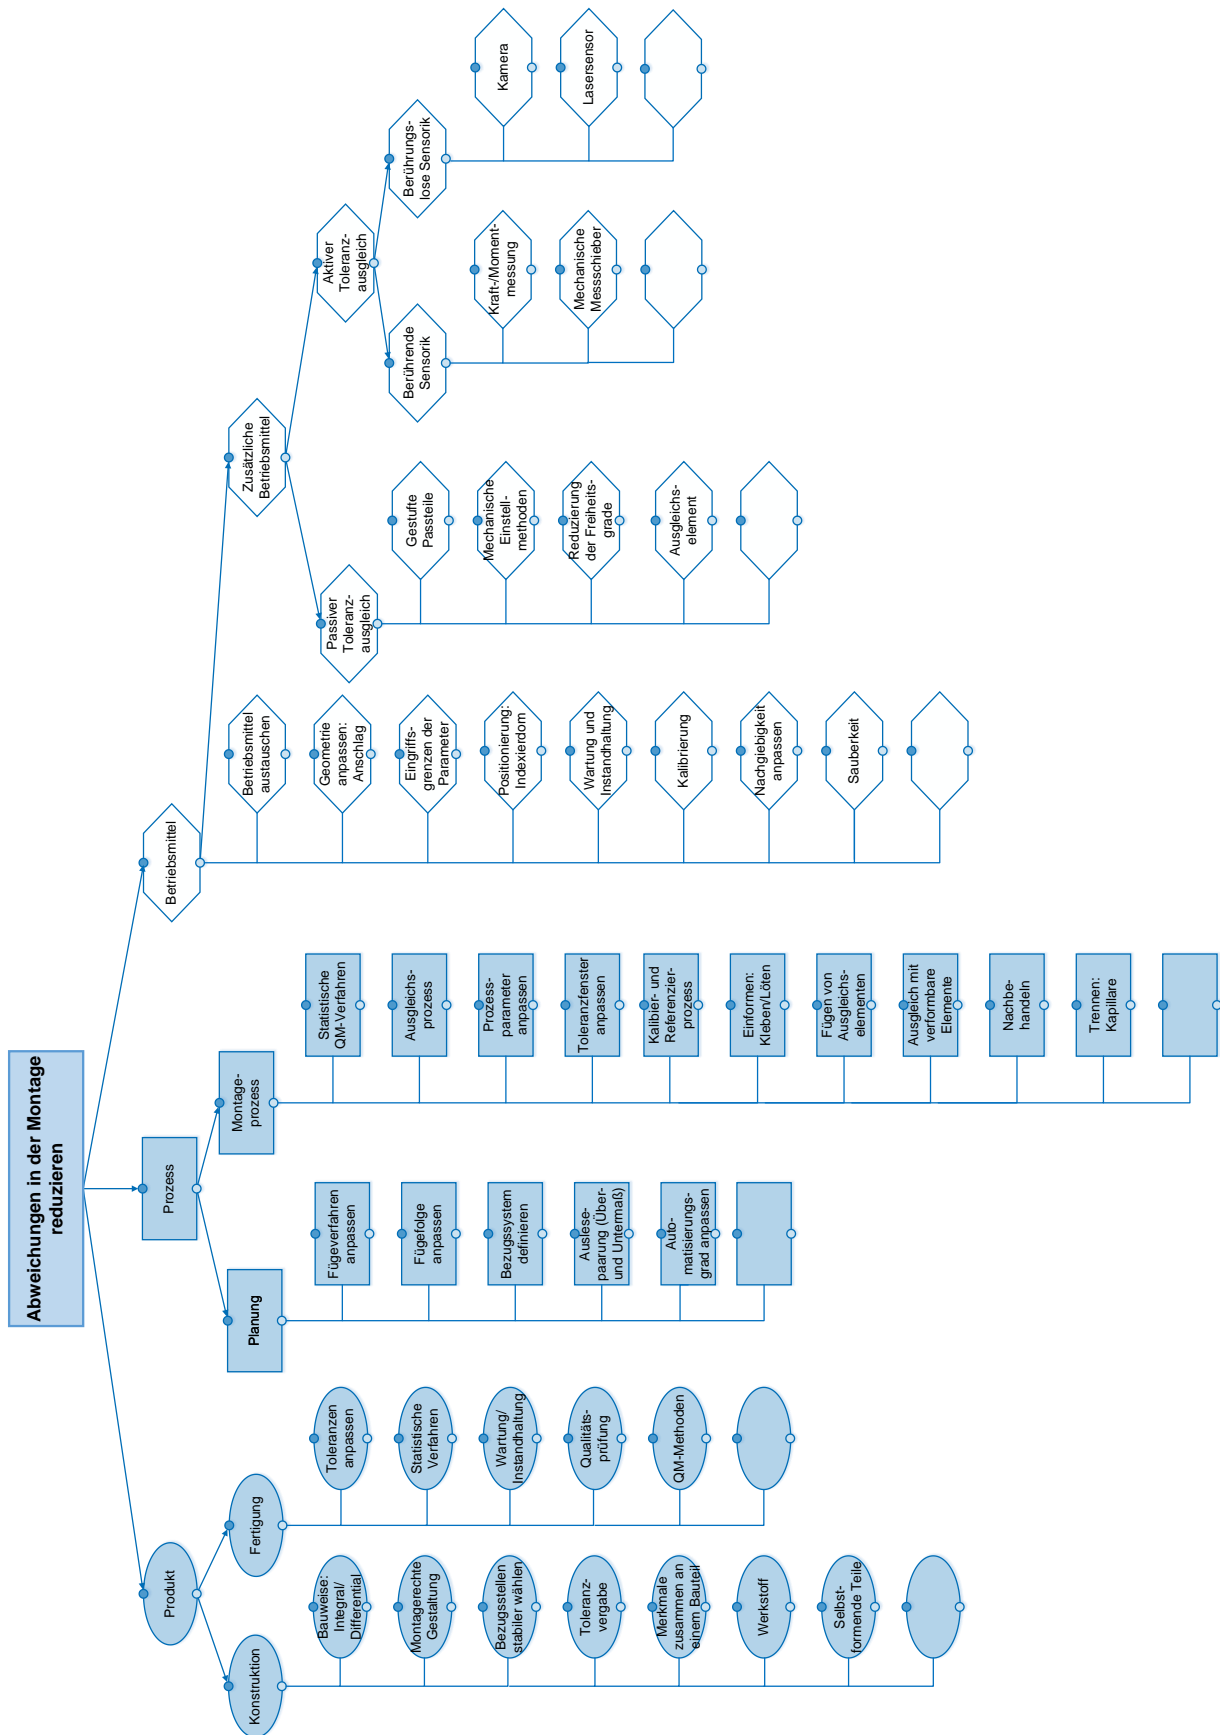 Abweichungen in der Montage
reduzieren
Produkt
Konstruktion
Bauweise:
Integral/
Differential
Montagerechte
Gestaltung
Bezugsstellen
stabiler wählen
Toleranz-
vergabe
Merkmale
zusammen an
einem Bauteil
Werkstoff
Selbst-
formende Teile
Fertigung
Toleranzen
anpassen
Statistische
Verfahren
Wartung/
Instandhaltung
Qualitäts-
prüfung
QM-Methoden
Prozess
Planung
Fügeverfahren
anpassen
Fügefolge
anpassen
Bezugssystem
definieren
Auslese-
paarung (Über-
und Untermaß)
Auto-
matisierungs-
grad anpassen
Montage-
prozess
Statistische
QM-Verfahren
Ausgleichs-
prozess
Prozess-
parameter
anpassen
Toleranzfenster
anpassen
Kalibier- und
Referenzier-
prozess
Einformen:
Kleben/Löten
Fügen von
Ausgleichs-
elementen
Ausgleich mit
verformbare
Elemente
Nachbe-
handeln
Trennen:
Kapillare
Betriebsmittel
Betriebsmittel
austauschen
Geometrie
anpassen:
Anschlag
Eingriffs-
grenzen der
Parameter
Positionierung:
Indexierdom
Wartung und
Instandhaltung
Kalibrierung
Nachgiebigkeit
anpassen
Sauberkeit
Zusätzliche
Betriebsmittel
Passiver
Toleranz-
ausgleich
Gestufte
Passteile
Mechanische
Einstell-
methoden
Reduzierung
der Freiheits-
grade
Ausgleichs-
element
Aktiver
Toleranz-
ausgleich
Berührende
Sensorik
Kraft-/Moment-
messung
Mechanische
Messschieber
Berührungs-
lose Sensorik
Kamera
Lasersensor